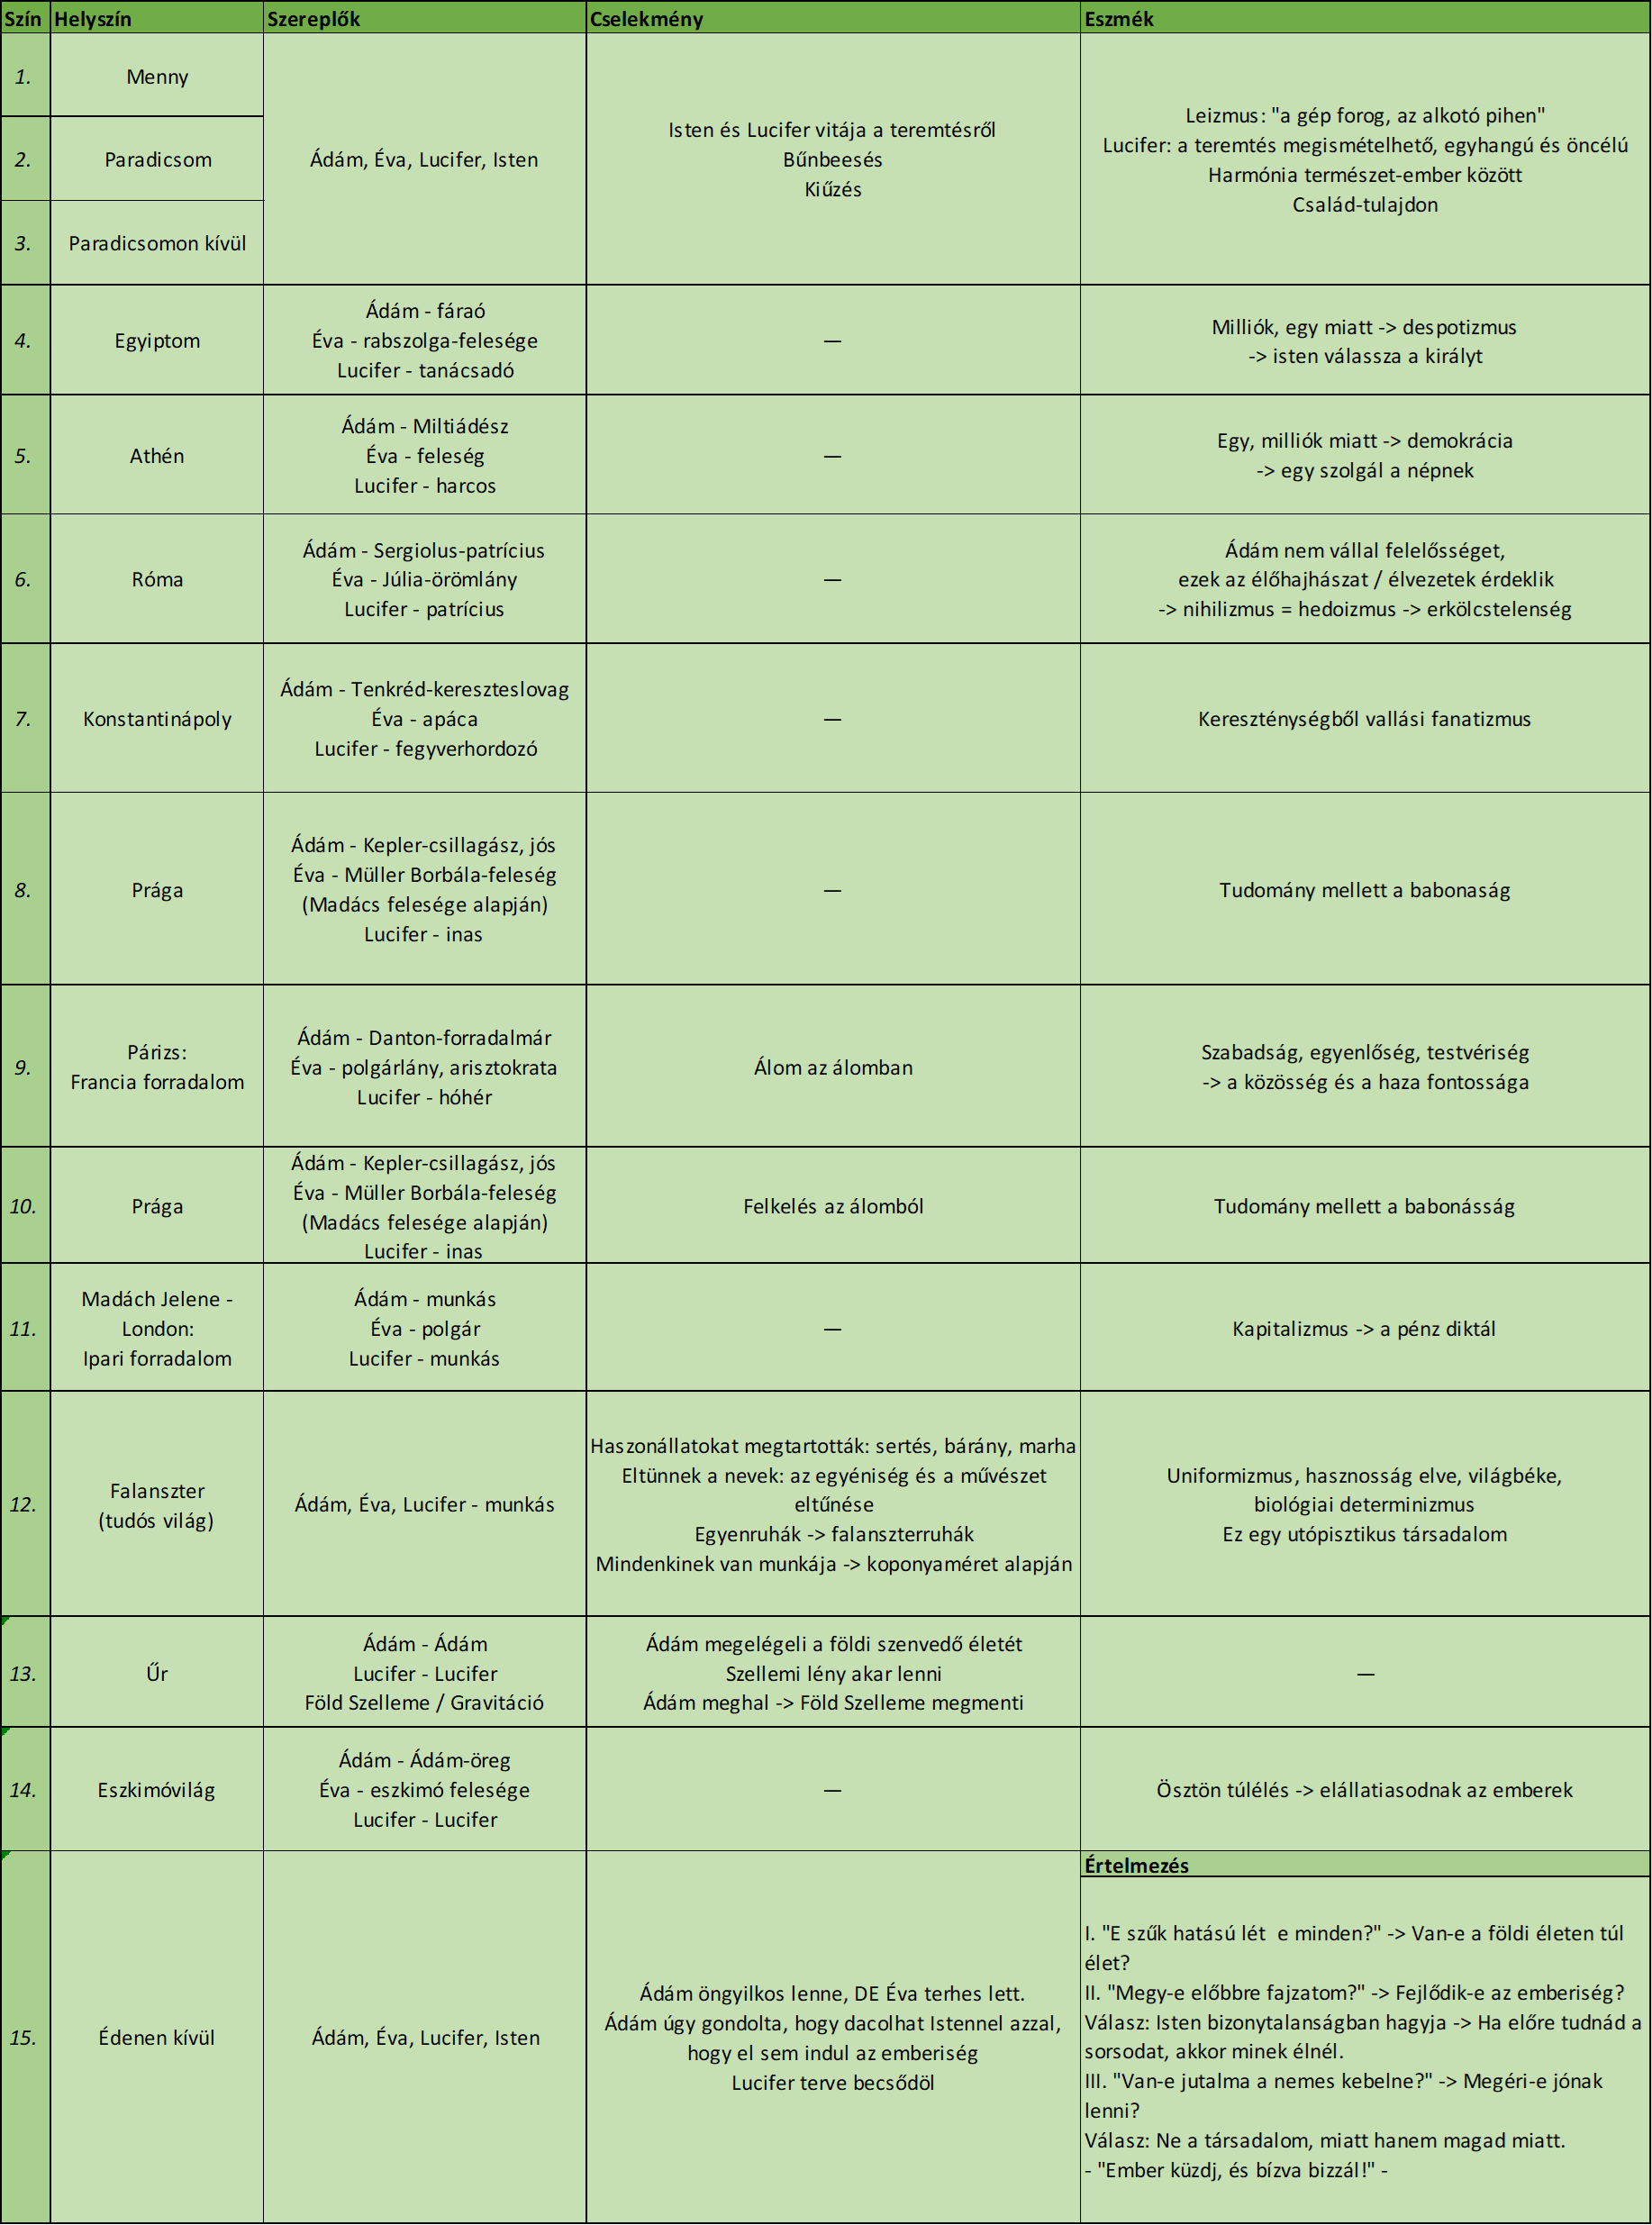 Szín Helyszín Szereplők Cselekmény Eszmék
1. Menny
2. Paradicsom
3. Paradicsomon kívül
Ádám, Éva, Lucifer, Isten
Isten és Lucifer vitája a teremtésről
Bűnbeesés
Kiűzés
Leizmus: "a gép forog, az alkotó pihen"
Lucifer: a teremtés megismételhető, egyhangú és öncélú
Harmónia természet-ember között
Család-tulajdon
4. Egyiptom
Ádám - fáraó
Éva - rabszolga-felesége
Lucifer - tanácsadó
—
Milliók, egy miatt -> despotizmus
-> isten válassza a királyt
5. Athén
Ádám - Miltiádész
Éva - feleség
Lucifer - harcos
—
Egy, milliók miatt -> demokrácia
-> egy szolgál a népnek
6. Róma
Ádám - Sergiolus-patrícius
Éva - Júlia-örömlány
Lucifer - patrícius
—
Ádám nem vállal felelősséget,
ezek az élőhajhászat / élvezetek érdeklik
-> nihilizmus = hedoizmus -> erkölcstelenség
7. Konstantinápoly
Ádám - Tenkréd-kereszteslovag
Éva - apáca
Lucifer - fegyverhordozó
—
Kereszténységből vallási fanatizmus
8. Prága
Ádám - Kepler-csillagász, jós
Éva - Müller Borbála-feleség
(Madács felesége alapján)
Lucifer - inas
—
Tudomány mellett a babonaság
9. Párizs:
Francia forradalom
Ádám - Danton-forradalmár
Éva - polgárlány, arisztokrata
Lucifer - hóhér
Álom az álomban
Szabadság, egyenlőség, testvériség
-> a közösség és a haza fontossága
10. Prága
Ádám - Kepler-csillagász, jós
Éva - Müller Borbála-feleség
(Madács felesége alapján)
Lucifer - inas
Felkelés az álomból
Tudomány mellett a babonásság
11. Madách Jelene -
London:
Ipari forradalom
Ádám - munkás
Éva - polgár
Lucifer - munkás
—
Kapitalizmus -> a pénz diktál
12. Falanszter
(tudós világ)
Ádám, Éva, Lucifer - munkás
Haszonállatokat megtartották: sertés, bárány, marha
Eltünnek a nevek: az egyéniség és a művészet
eltűnése
Egyenruhák -> falanszterruhák
Mindenkinek van munkája -> koponyaméret alapján
Uniformizmus, hasznosság elve, világbéke,
biológiai determinizmus
Ez egy utópisztikus társadalom
13. Űr
Ádám - Ádám
Lucifer - Lucifer
Föld Szelleme / Gravitáció
Ádám megelégeli a földi szenvedő életét
Szellemi lény akar lenni
Ádám meghal -> Föld Szelleme megmenti
—
14. Eszkimóvilág
Ádám - Ádám-öreg
Éva - eszkimó felesége
Lucifer - Lucifer
—
Ösztön túlélés -> elállatiasodnak az emberek
15. Édenen kívül
Ádám, Éva, Lucifer, Isten
Ádám öngyilkos lenne, DE Éva terhes lett.
Ádám úgy gondolta, hogy dacolhat Istennel azzal,
hogy el sem indul az emberiség
Lucifer terve becsődöl
Értelmezés
I. "E szűk hatású lét  e minden?" -> Van-e a földi életen túl
élet?
II. "Megy-e előbbre fajzatom?" -> Fejlődik-e az emberiség?
Válasz: Isten bizonytalanságban hagyja -> Ha előre tudnád a
sorsodat, akkor minek élnél.
III. "Van-e jutalma a nemes kebelne?" -> Megéri-e jónak
lenni?
Válasz: Ne a társadalom, miatt hanem magad miatt.
- "Ember küzdj, és bízva bizzál!" -